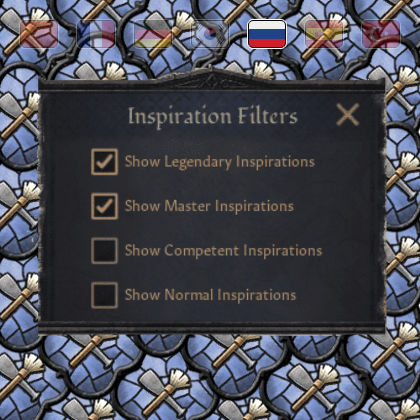 Inspiration Filters
Show Legendary Inspirations
Show Master Inspirations
Show Competent Inspirations
Show Normal Inspirations